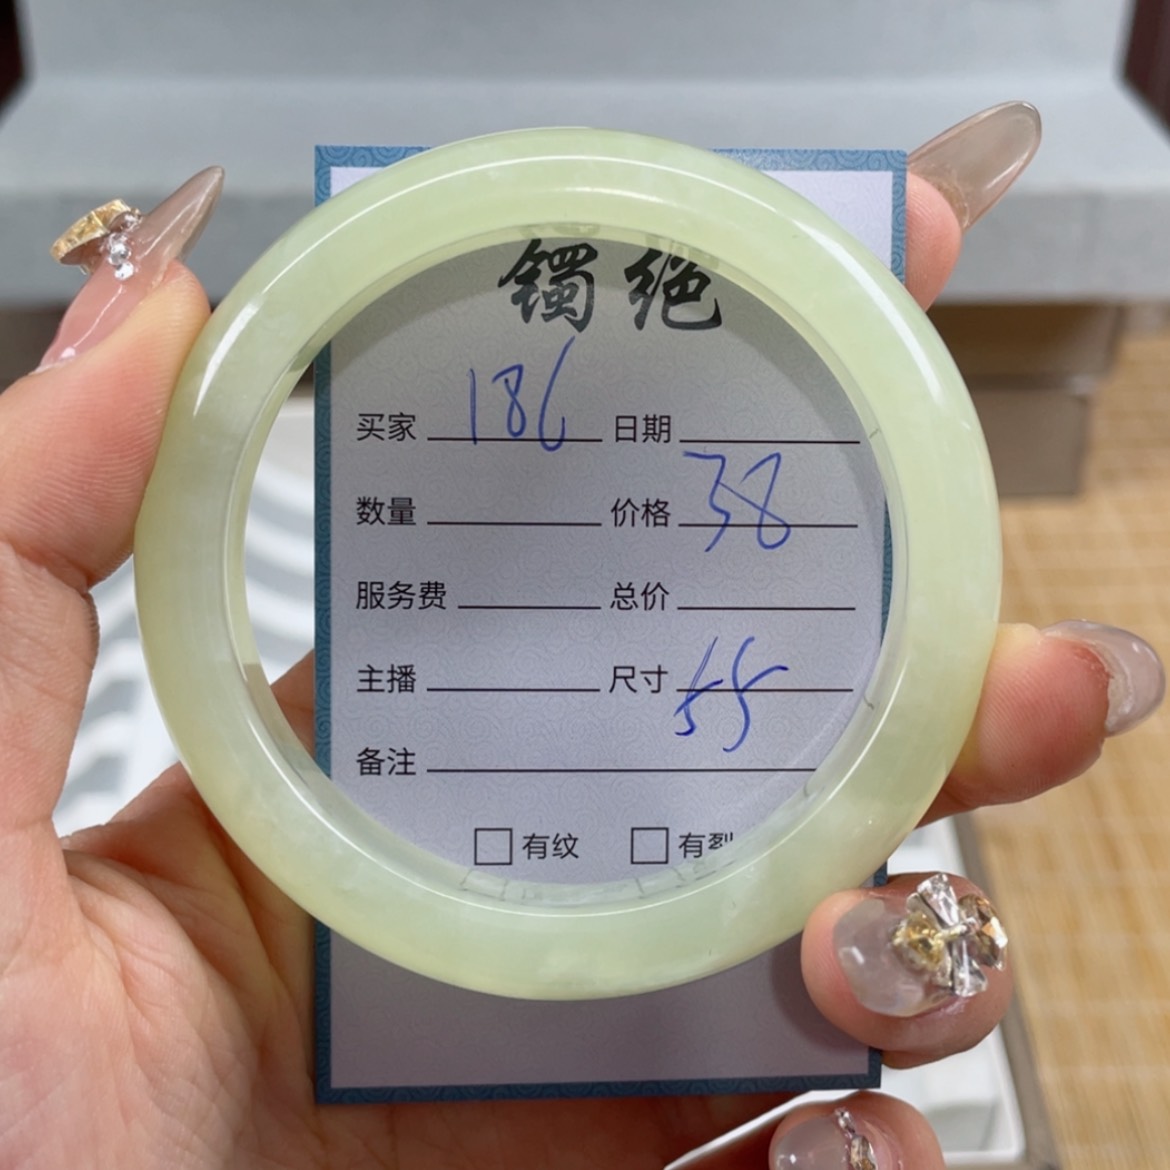 镯绝
买家 186 日期
数量 价格 38
服务费 总价
主播 尺寸 55
备注
有纹 有裂